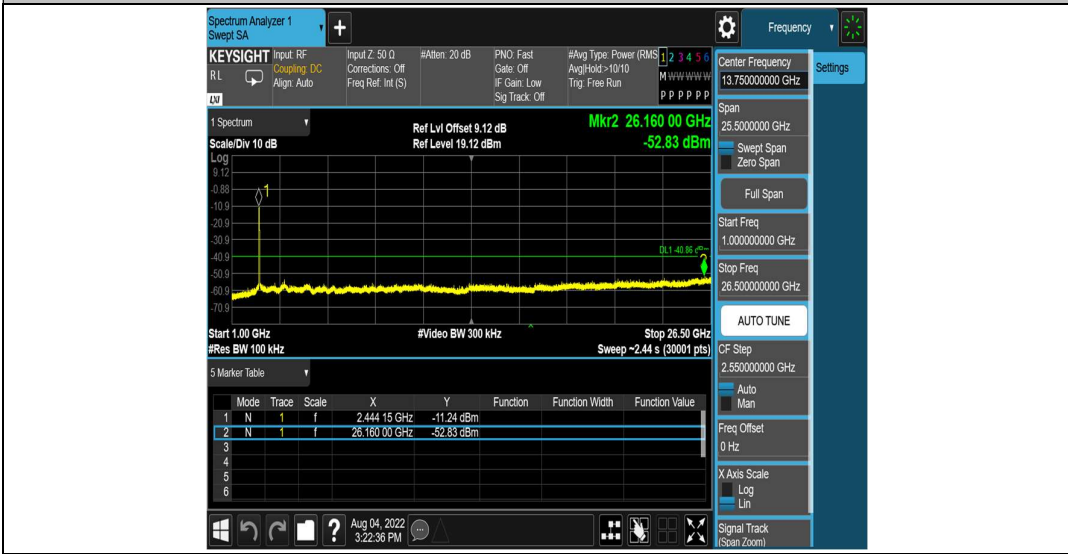 Spectrum Analyzer 1
Swept SA
+
Frequency
KEYSIGHT Input: RF
RL
Coupling: DC
Align: Auto
LXI
Input Z: 50 Ω
Corrections: Off
Freq Ref: Int (S)
#Atten: 20 dB
PNO: Fast
Gate: Off
IF Gain: Low
Sig Track: Off
#Avg Type: Power (RMS
Avg|Hold:>10/10
Trig: Free Run
1 2 3 4 5 6
M W W W W W
P P P P P P
Center Frequency
13.750000000 GHz
Settings
1 Spectrum
Scale/Div 10 dB
Ref Lvl Offset 9.12 dB
Ref Level 19.12 dBm
Mkr2 26.160 00 GHz
-52.83 dBm
Log
9.12
-0.88
-10.9
-20.9
-30.9
-40.9
-50.9
-60.9
-70.9
1
DL1 -40.86
2
Start 1.00 GHz
#Res BW 100 kHz
#Video BW 300 kHz
Stop 26.50 GHz
Sweep ~2.44 s (30001 pts)
Span
25.5000000 GHz
Swept Span
Zero Span
Full Span
Start Freq
1.000000000 GHz
Stop Freq
26.500000000 GHz
AUTO TUNE
CF Step
2.550000000 GHz
Auto
Man
Freq Offset
0 Hz
X Axis Scale
Log
Lin
Signal Track
(Span Zoom)
5 Marker Table
Mode Trace Scale X Y Function Function Width Function Value
1 N 1 f 2.444 15 GHz -11.24 dBm
2 N 1 f 26.160 00 GHz -52.83 dBm
3
4
5
6
?
Aug 04, 2022
3:22:36 PM